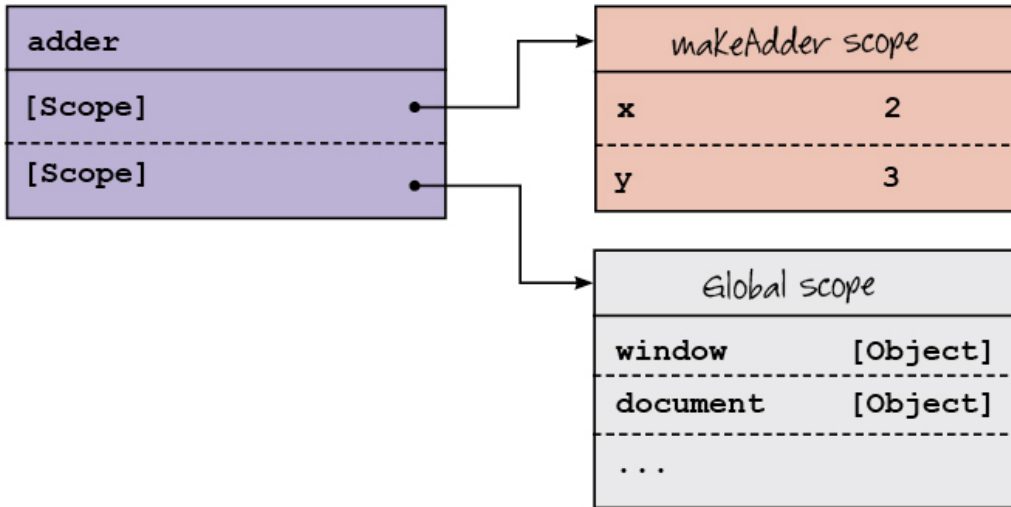 adder
[Scope]
[Scope]
makeAdder scope
x 2
y 3
Global scope
window [Object]
document [Object]
...